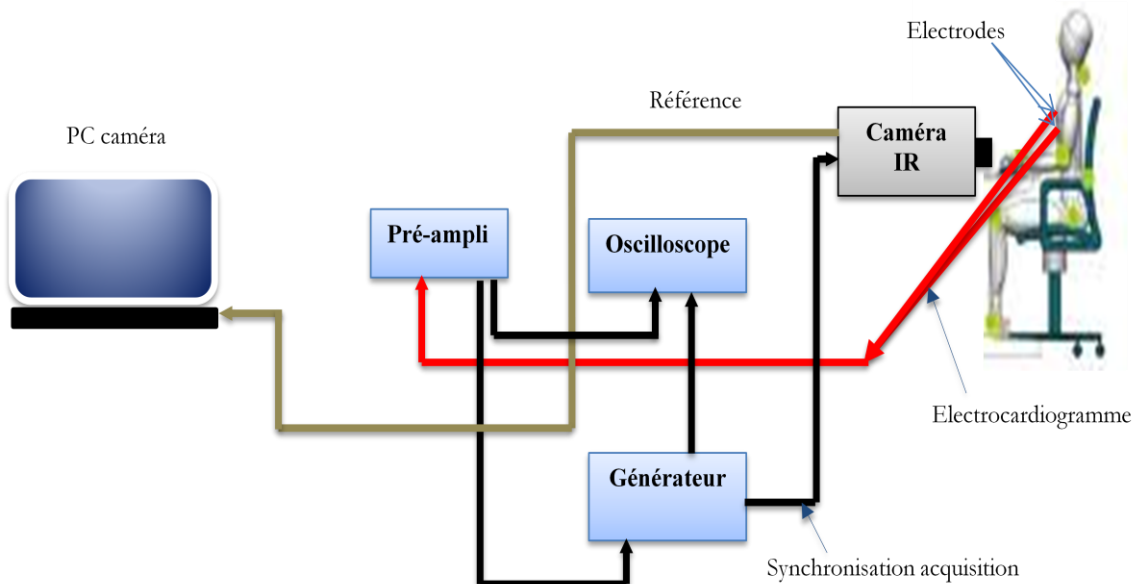 Electrodes
Référence
PC caméra
Caméra
IR
Pré-ampli
Oscilloscope
Electrocardiogramme
Générateur
Synchronisation acquisition